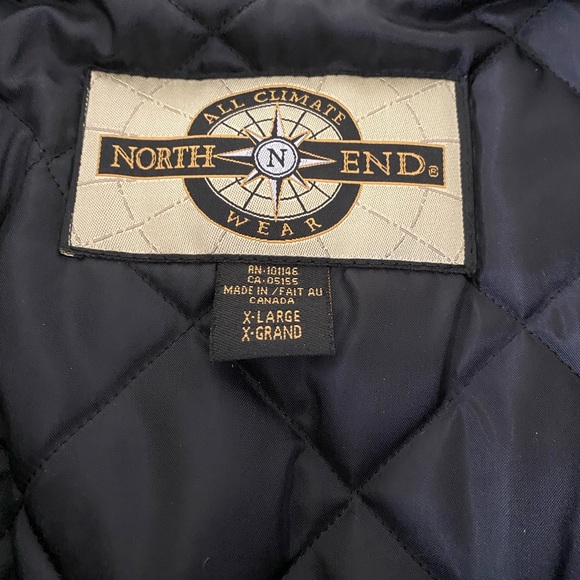 ALL CLIMATE
NORTH N END®
WEAR
RN-101146
CA-05155
MADE IN / FAIT AU
CANADA
X-LARGE
X-GRAND